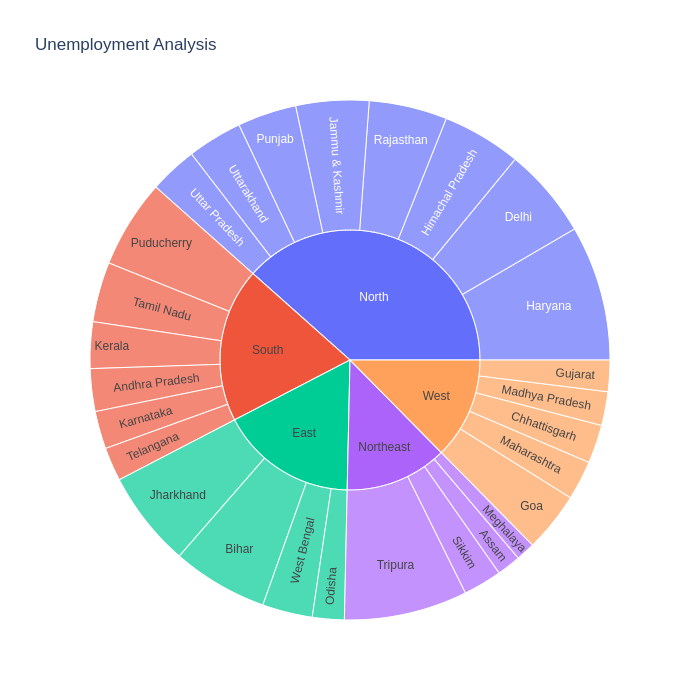 Unemployment Analysis
North
Haryana
Delhi
Himachal Pradesh
Rajasthan
Jammu & Kashmir
Punjab
Uttarakhand
Uttar Pradesh
South
Puducherry
Tamil Nadu
Kerala
Andhra Pradesh
Karnataka
Telangana
East
Jharkhand
Bihar
West Bengal
Odisha
Northeast
Tripura
Sikkim
Assam
Meghalaya
West
Goa
Maharashtra
Chhattisgarh
Madhya Pradesh
Gujarat